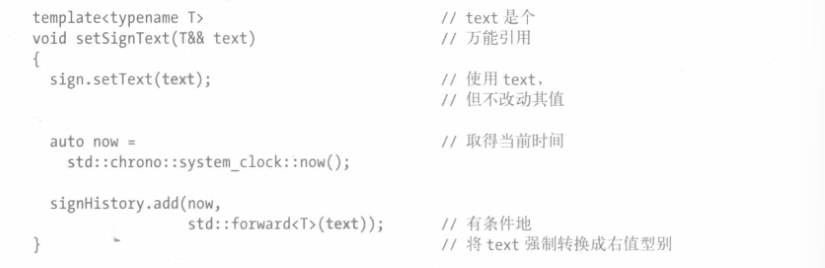 template<typename T> // text 是个
void setSignText(T&& text) // 万能引用
{
sign.setText(text); // 使用 text，
// 但不改动其值
auto now = // 取得当前时间
std::chrono::system_clock::now();
signHistory.add(now,
std::forward<T>(text)); // 有条件地
} // 将 text 强制转换成右值型别